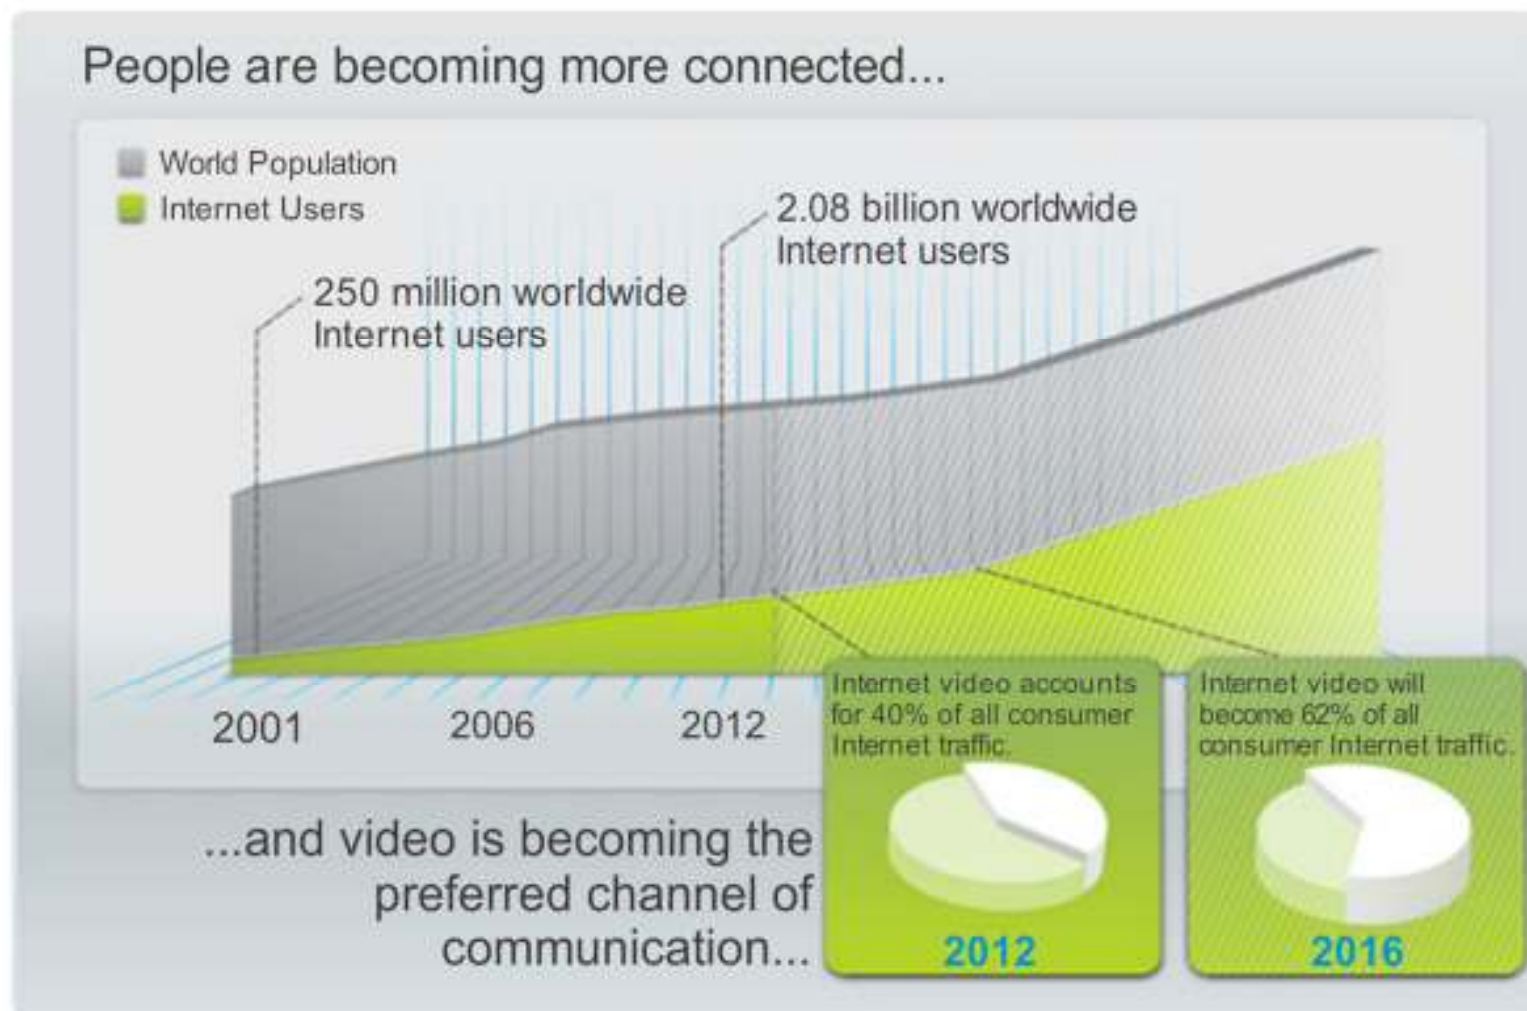 People are becoming more connected...
World Population
Internet Users
2.08 billion worldwide
Internet users
250 million worldwide
Internet users
2001
2006
2012
Internet video accounts
for 40% of all consumer
Internet traffic.
2012
Internet video will
become 62% of all
consumer Internet traffic.
2016
...and video is becoming the
preferred channel of
communication...